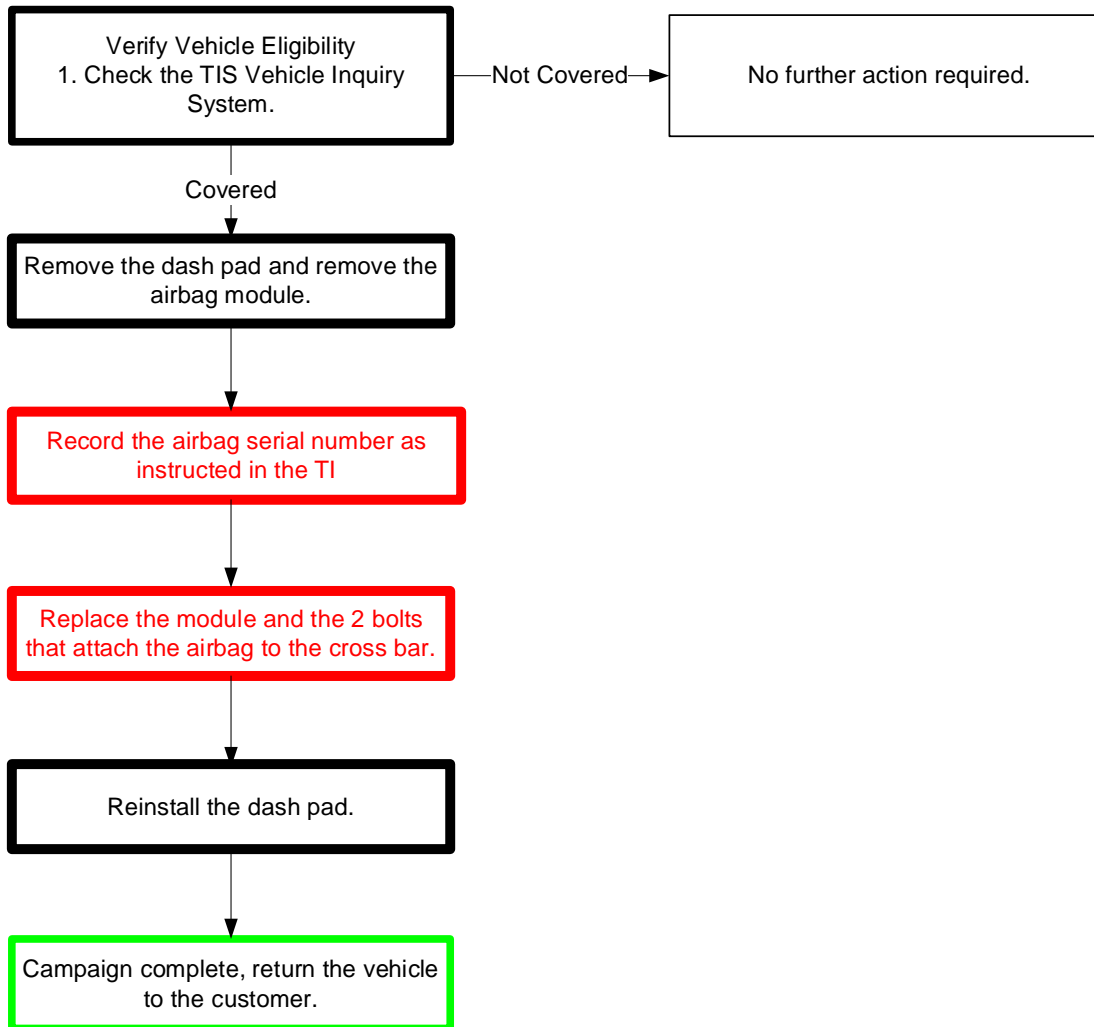 Verify Vehicle Eligibility
1. Check the TIS Vehicle Inquiry
System.
Not Covered
No further action required.
Covered
Remove the dash pad and remove the
airbag module.
Record the airbag serial number as
instructed in the TI
Replace the module and the 2 bolts
that attach the airbag to the cross bar.
Reinstall the dash pad.
Campaign complete, return the vehicle
to the customer.